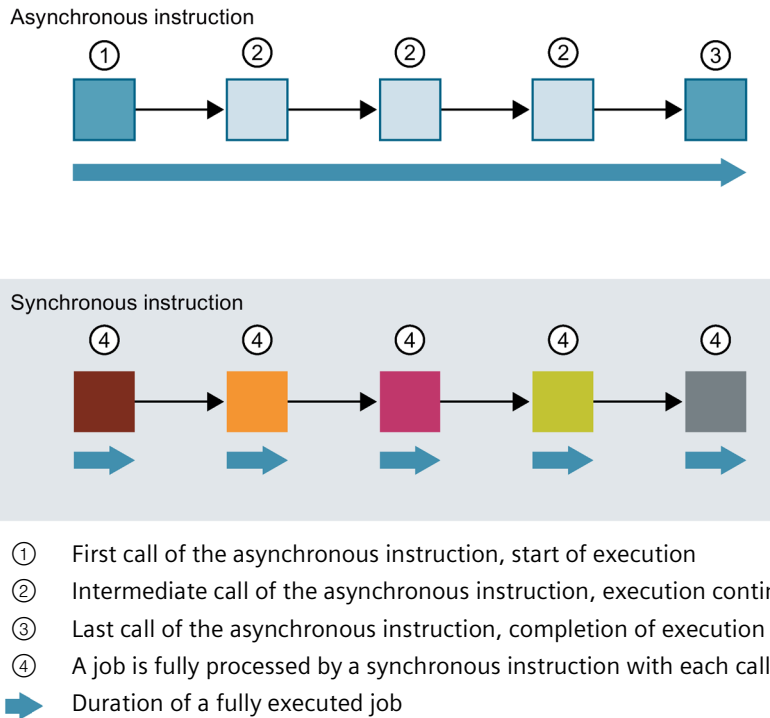 Asynchronous instruction
① ② ② ② ③
Synchronous instruction
④ ④ ④ ④ ④
① First call of the asynchronous instruction, start of execution
② Intermediate call of the asynchronous instruction, execution
③ Last call of the asynchronous instruction, completion of execution
④ A job is fully processed by a synchronous instruction with each call
Duration of a fully executed job